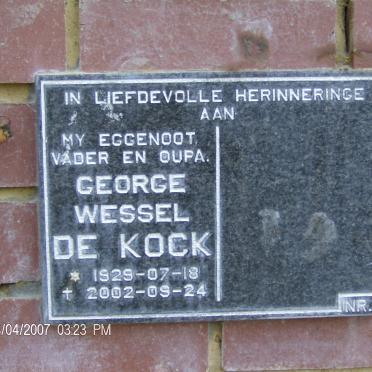 IN LIEFDEVOLLE HERINNERINGE
AAN
MY EGGENOOT,
VADER EN OUPA.
GEORGE
WESSEL
DE KOCK
* 1929-07-18
† 2002-09-24
NR.
/04/2007 03:23 PM